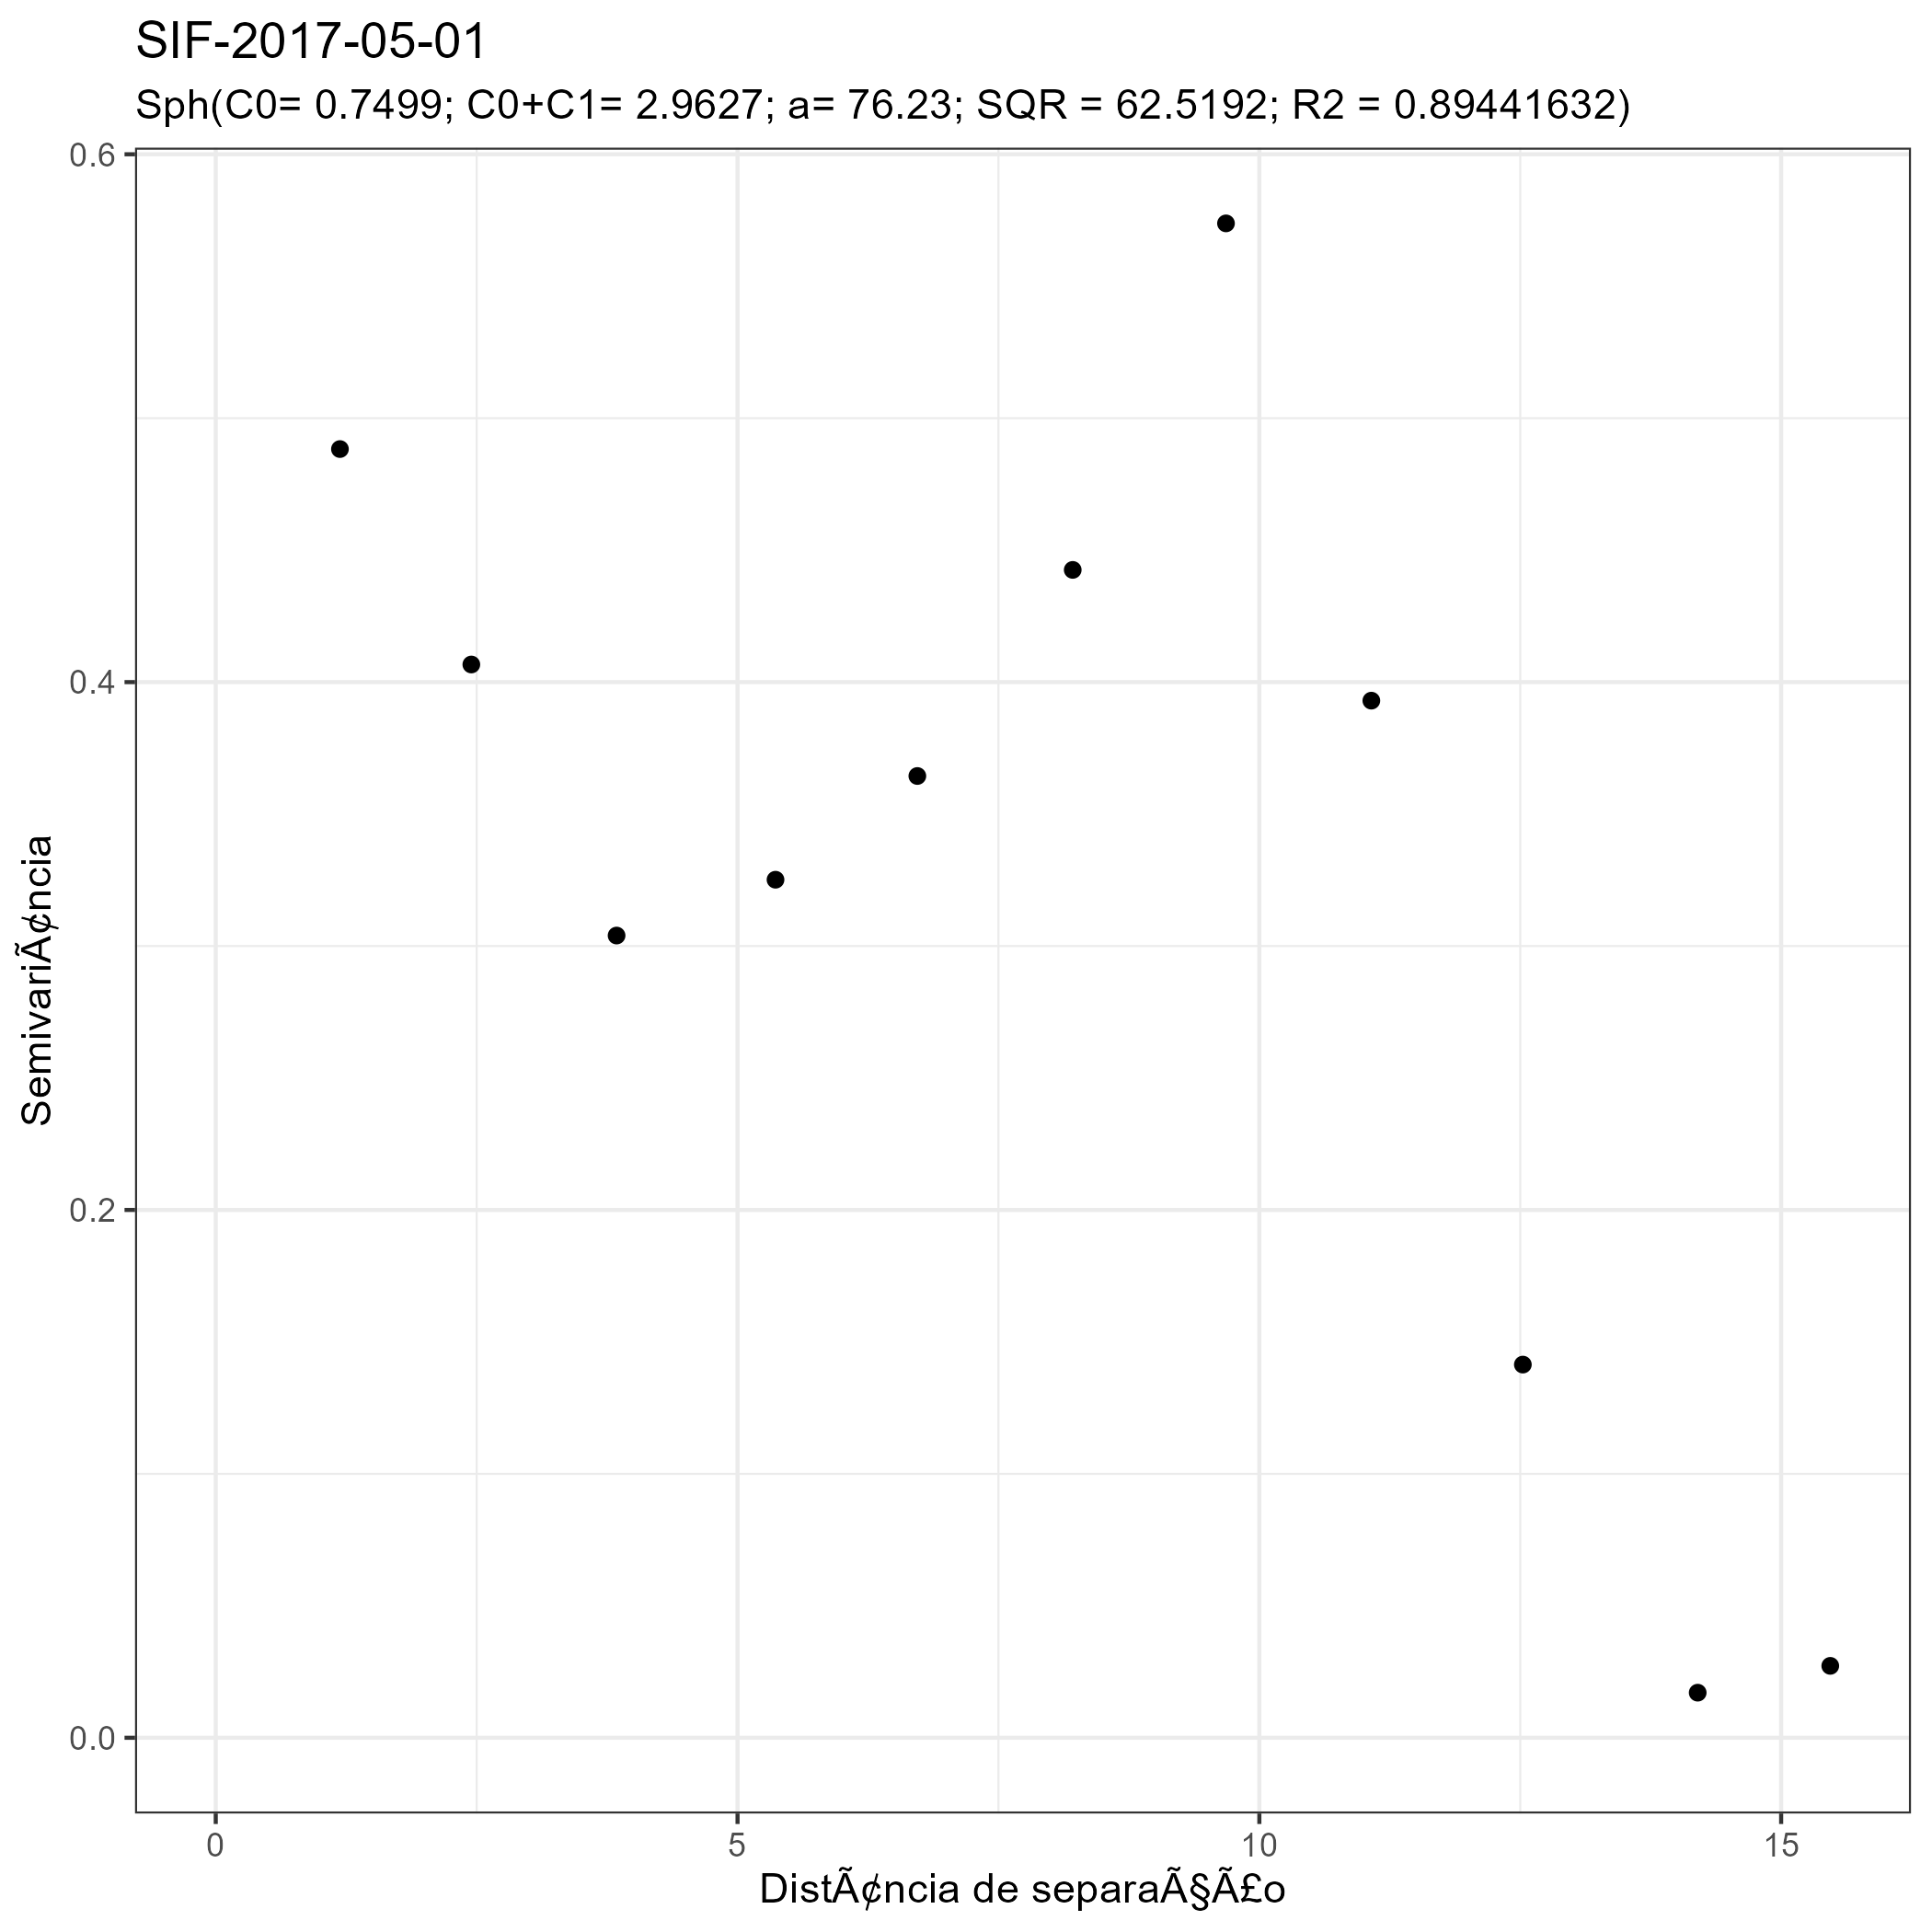 SIF-2017-05-01
Sph(C0= 0.7499; C0+C1= 2.9627; a= 76.23; SQR = 62.5192; R2 = 0.89441632)
0.6
0.4
0.2
0.0
SemivariÃ¢ncia
0 5 10 15
DistÃ¢ncia de separaÃ§Ã£o